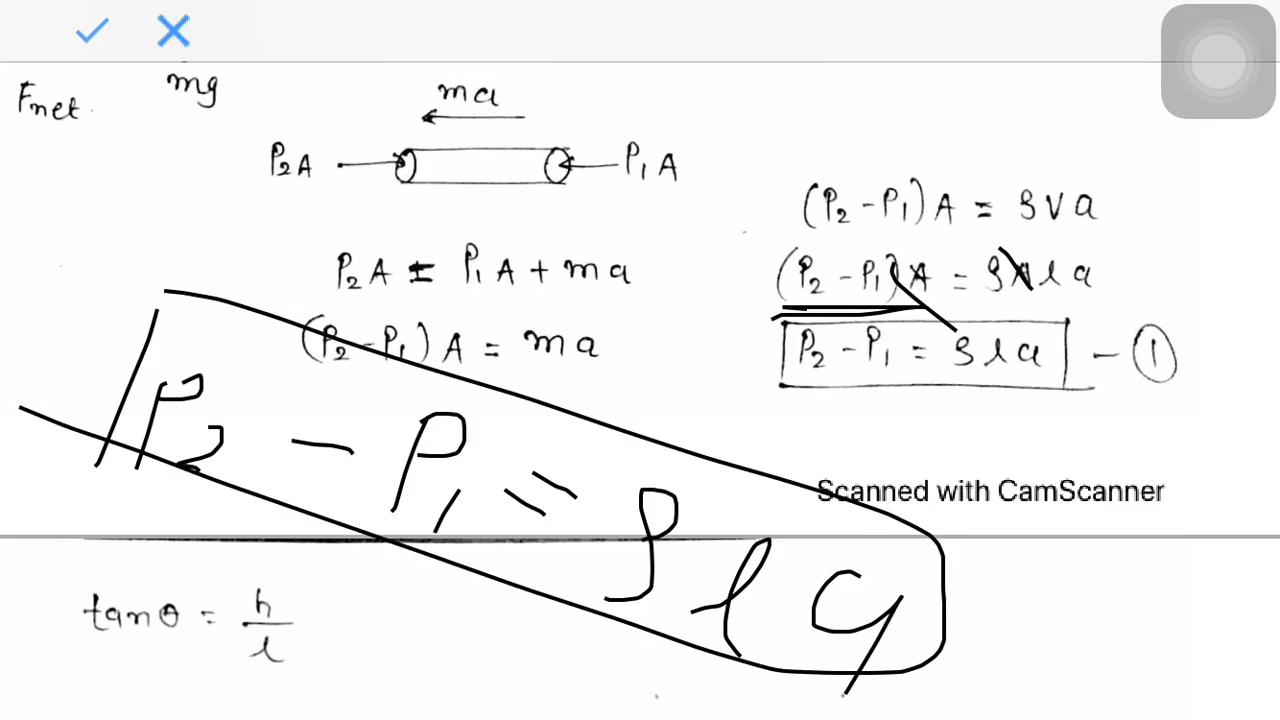 mg
Fnet.
ma
P₂A
P₁A
P₂A = P₁A + ma
(P₂ - P₁) A = ma
(P₂ - P₁) A = ρ V a
(P₂ - P₁) A = ρ A l a
P₂ - P₁ = ρ l a — ①
P₂ - P₁ = ρ l a
Scanned with CamScanner
tan θ = h/l